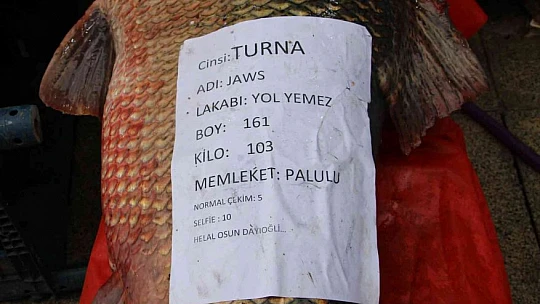 Cinsi: TURNA
ADI: JAWS
LAKABI: YOL YEMEZ
BOY: 161
KİLO: 103
MEMLEKET: PALULU
NORMAL ÇEKİM: 5
SELFİE : 10
HELAL OSUN DAYIOĞLI...